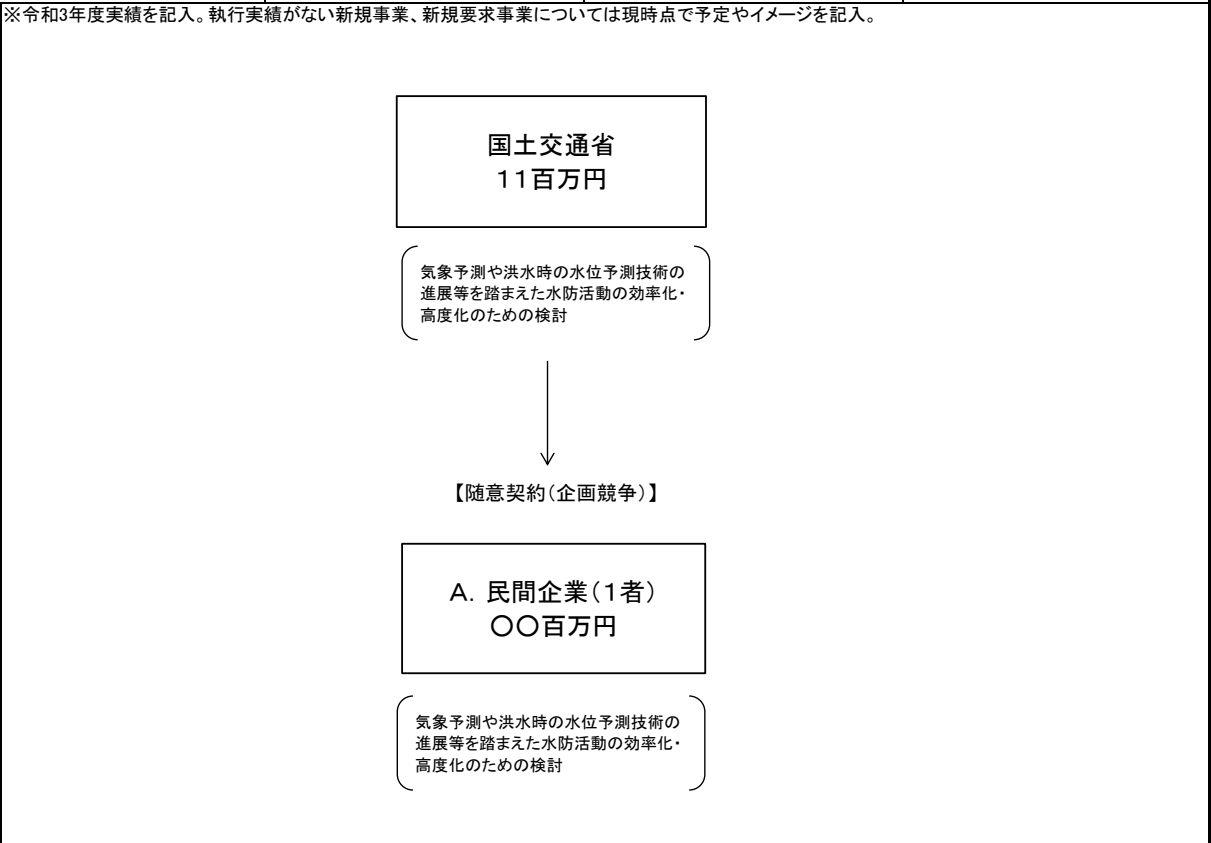 ※令和3年度実績を記入。執行実績がない新規事業、新規要求事業については現時点で予定やイメージを記入。
国土交通省
11百万円
気象予測や洪水時の水位予測技術の
進展等を踏まえた水防活動の効率化・
高度化のための検討
【随意契約(企画競争)】
A. 民間企業(1者)
〇〇百万円
気象予測や洪水時の水位予測技術の
進展等を踏まえた水防活動の効率化・
高度化のための検討